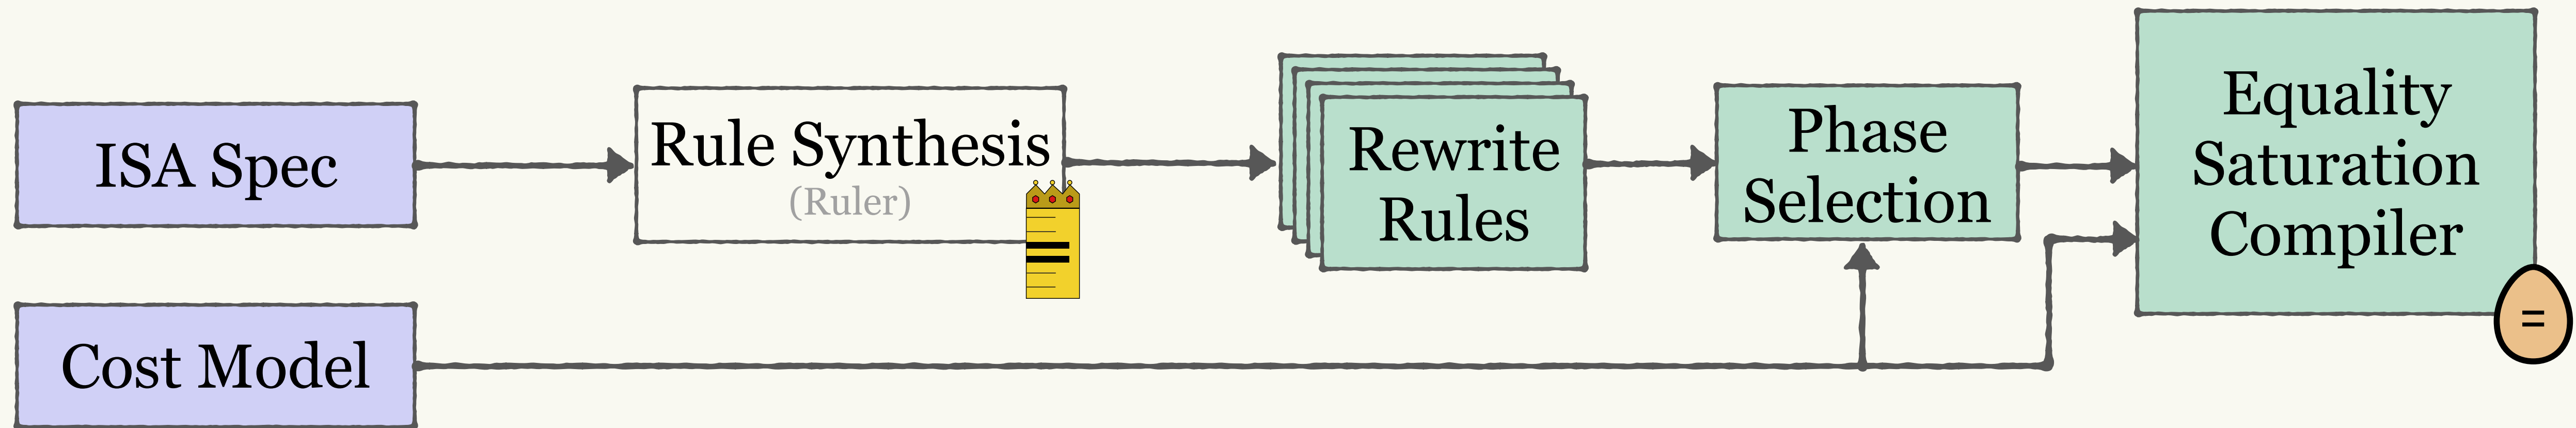 ISA Spec
Rule Synthesis
(Ruler)
Rewrite
Rules
Phase
Selection
Equality
Saturation
Compiler
=
Cost Model